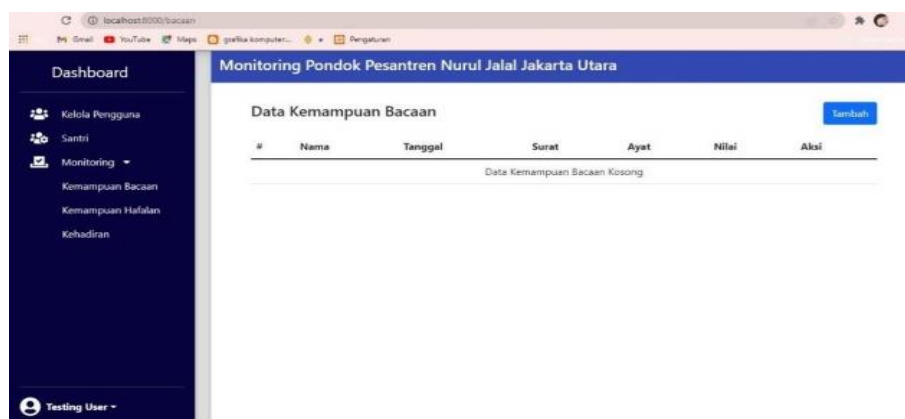 localhost:8000/bacaan
Gmail YouTube Maps grafika komputer... Pengaturan
Dashboard
Monitoring Pondok Pesantren Nurul Jalal Jakarta Utara
Kelola Pengguna
Santri
Monitoring
Kemampuan Bacaan
Kemampuan Hafalan
Kehadiran
Data Kemampuan Bacaan
Tambah
# Nama Tanggal Surat Ayat Nilai Aksi
Data Kemampuan Bacaan Kosong
Testing User